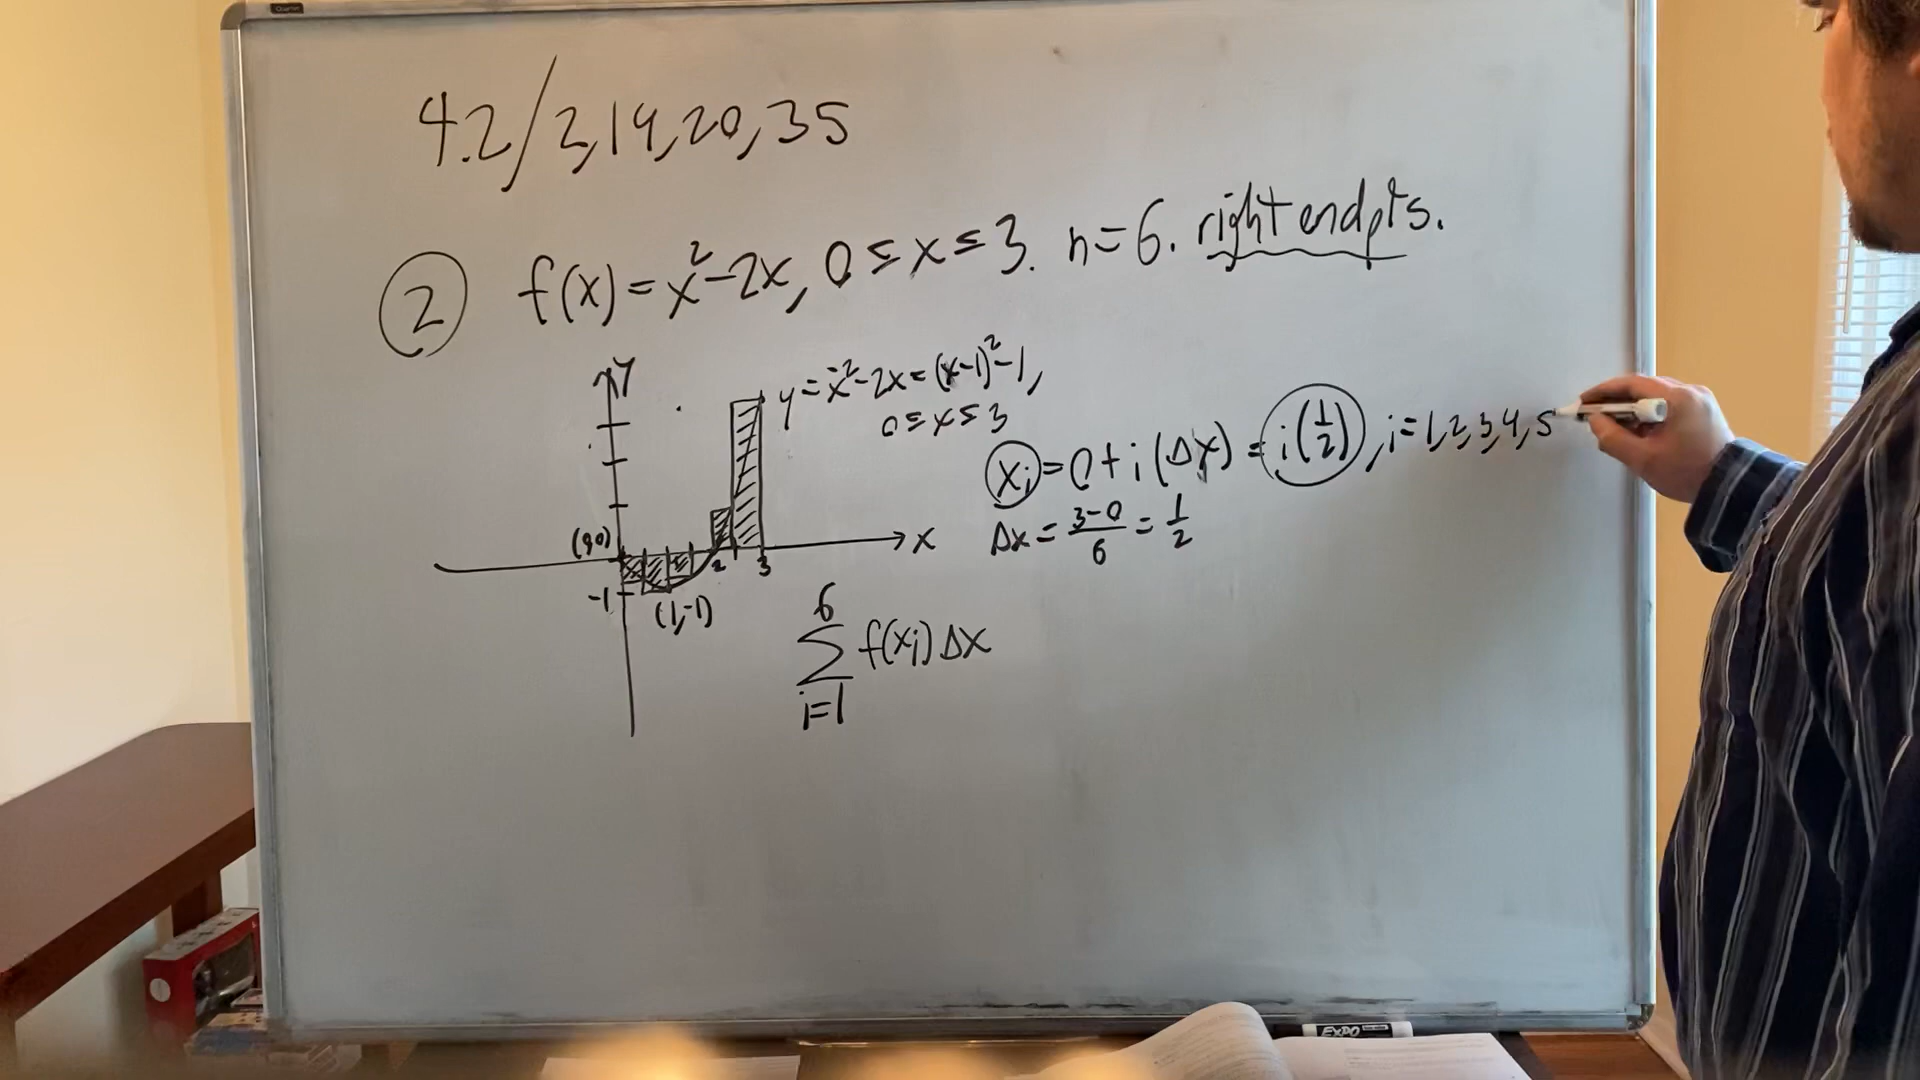 4.2/2,14,20,35
② f(x)=x²-2x, 0≤x≤3. n=6. right endpts.
y
y=x²-2x=(x-1)²-1,
0≤x≤3
xᵢ=0+i(Δx)=i(1/2), i=1,2,3,4,5
Δx=(3-0)/6=1/2
(0,0)
x
2
3
-1
(1,-1)
6
∑ f(xᵢ)Δx
i=1
EXPO